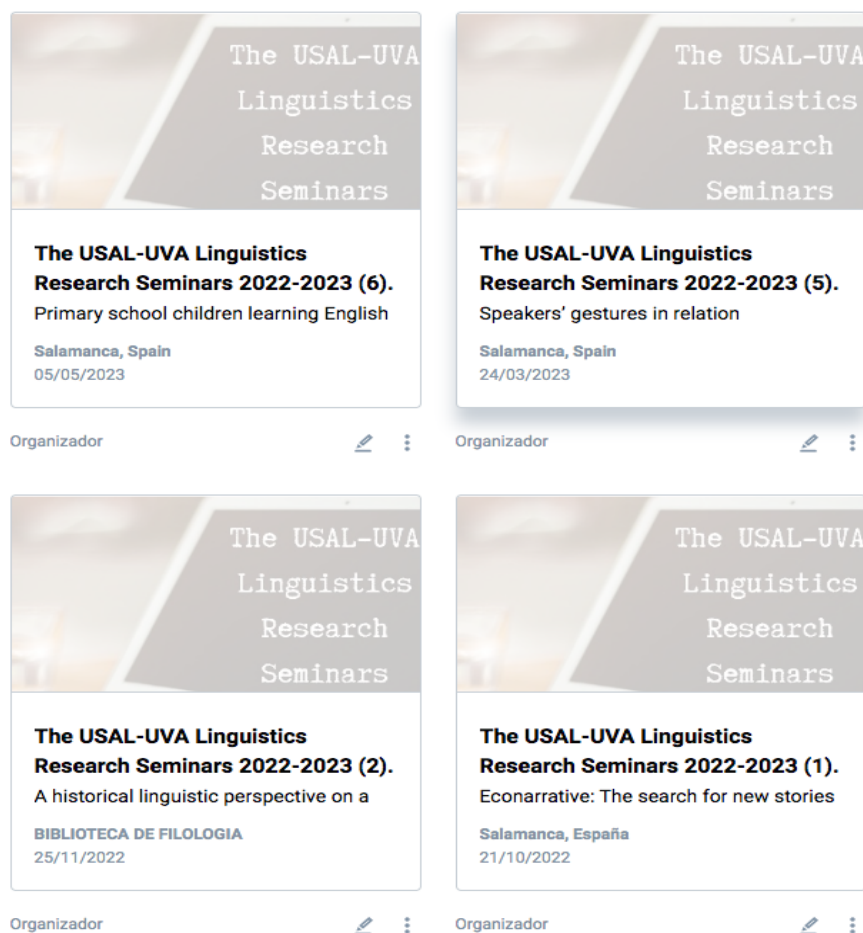 The USAL-UVA
Linguistics
Research
Seminars
The USAL-UVA Linguistics
Research Seminars 2022-2023 (6).
Primary school children learning English
Salamanca, Spain
05/05/2023
Organizador
The USAL-UVA
Linguistics
Research
Seminars
The USAL-UVA Linguistics
Research Seminars 2022-2023 (5).
Speakers’ gestures in relation
Salamanca, Spain
24/03/2023
Organizador
The USAL-UVA
Linguistics
Research
Seminars
The USAL-UVA Linguistics
Research Seminars 2022-2023 (2).
A historical linguistic perspective on a
BIBLIOTECA DE FILOLOGIA
25/11/2022
Organizador
The USAL-UVA
Linguistics
Research
Seminars
The USAL-UVA Linguistics
Research Seminars 2022-2023 (1).
Econarrative: The search for new stories
Salamanca, España
21/10/2022
Organizador